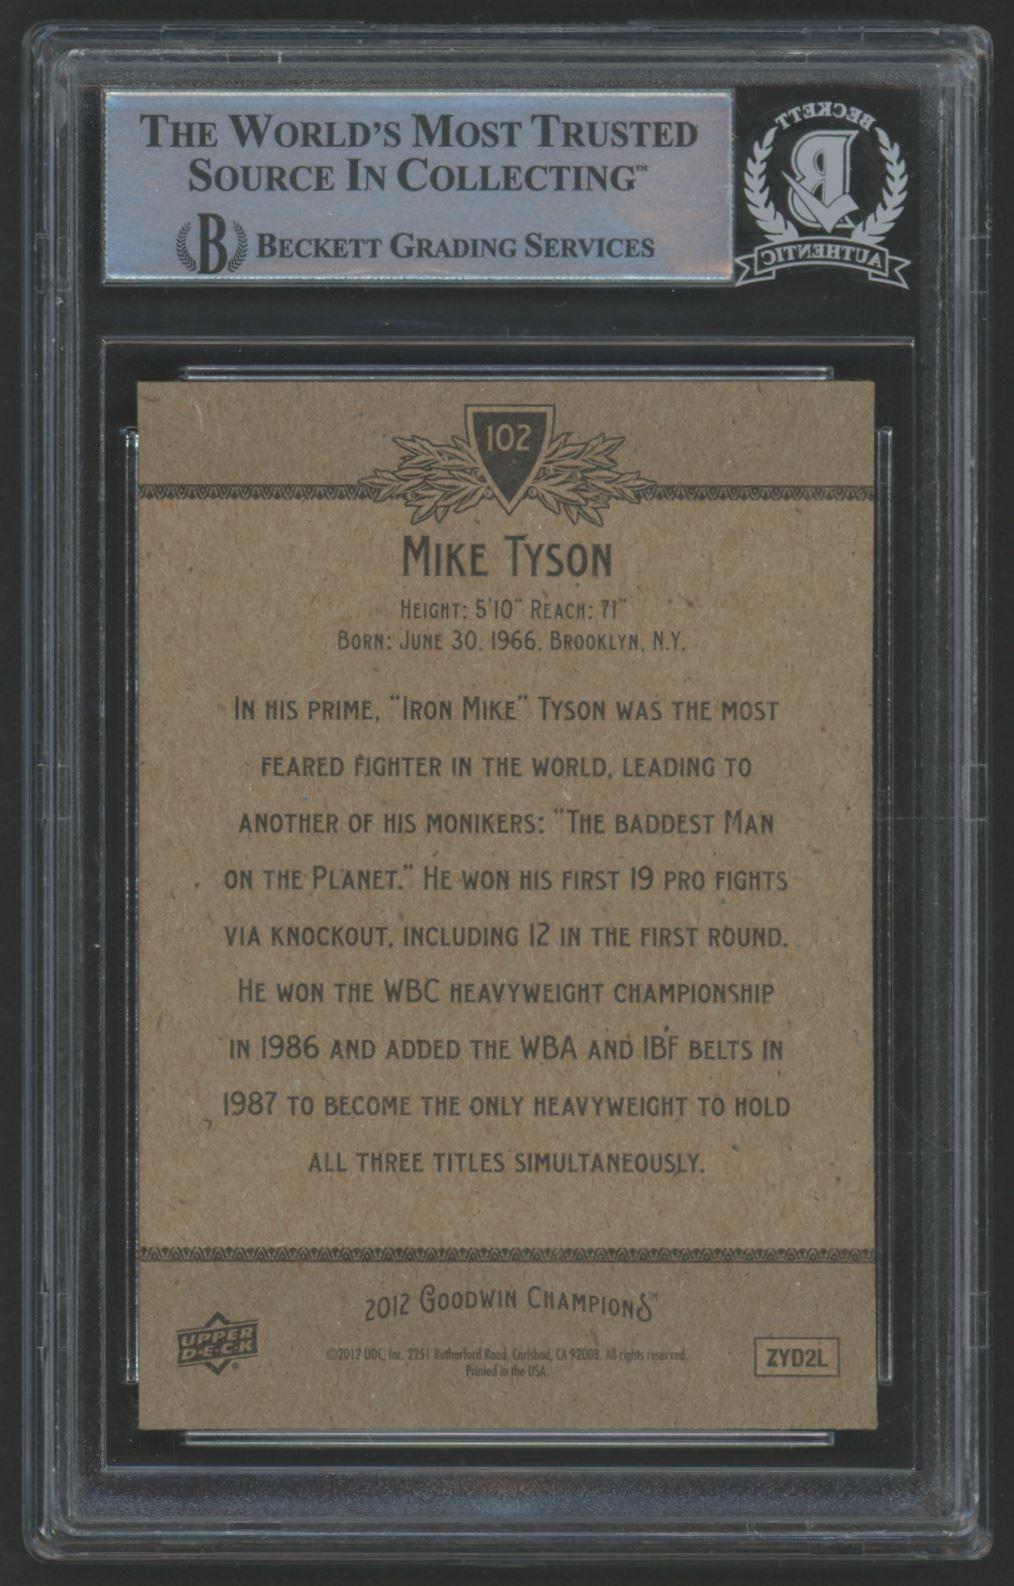 THE WORLD'S MOST TRUSTED
SOURCE IN COLLECTING™
B BECKETT GRADING SERVICES
BECKETT
B
AUTHENTIC
102
MIKE TYSON
HEIGHT: 5'10" REACH: 71"
BORN: JUNE 30, 1966, BROOKLYN, N.Y.
IN HIS PRIME, "IRON MIKE" TYSON WAS THE MOST
FEARED FIGHTER IN THE WORLD, LEADING TO
ANOTHER OF HIS MONIKERS: "THE BADDEST MAN
ON THE PLANET." HE WON HIS FIRST 19 PRO FIGHTS
VIA KNOCKOUT, INCLUDING 12 IN THE FIRST ROUND.
HE WON THE WBC HEAVYWEIGHT CHAMPIONSHIP
IN 1986 AND ADDED THE WBA AND IBF BELTS IN
1987 TO BECOME THE ONLY HEAVYWEIGHT TO HOLD
ALL THREE TITLES SIMULTANEOUSLY.
2012 GOODWIN CHAMPIONS™
UPPER
D·E·C·K®
©2012 UDC, Inc. 2251 Rutherford Road, Carlsbad, CA 92008. All rights reserved.
Printed in the USA.
ZYD2L